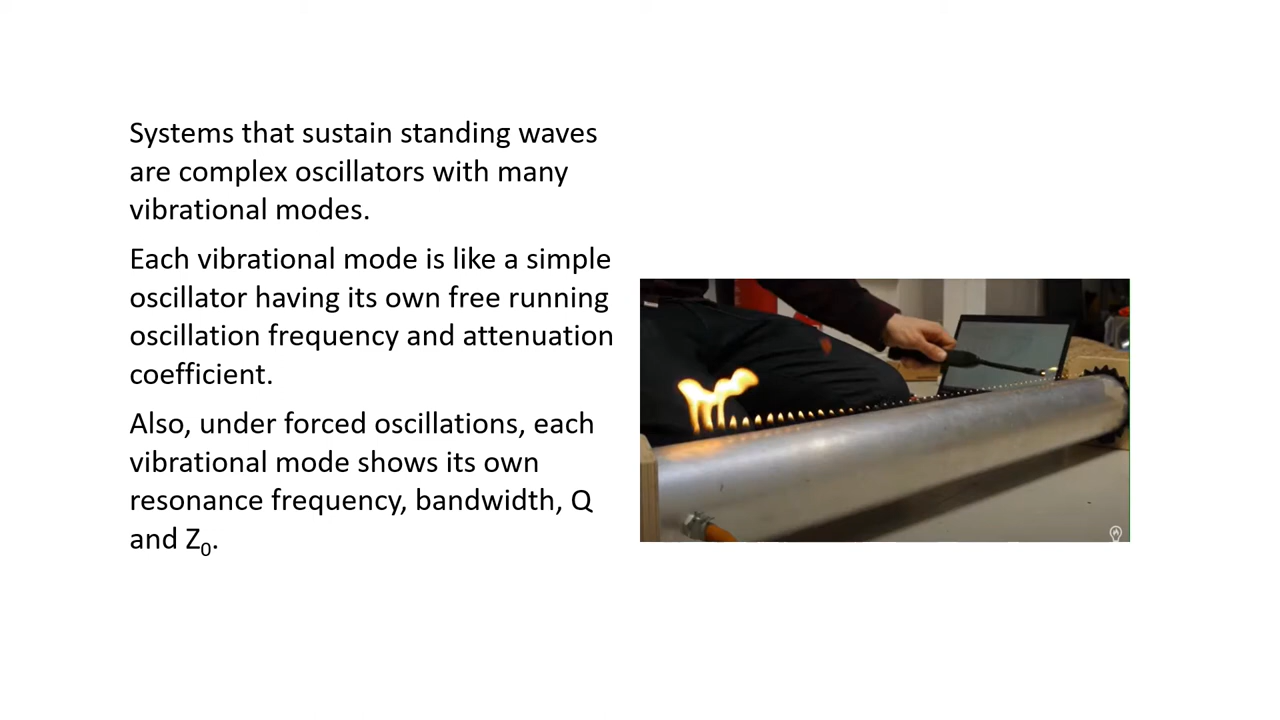 Systems that sustain standing waves
are complex oscillators with many
vibrational modes.
Each vibrational mode is like a simple
oscillator having its own free running
oscillation frequency and attenuation
coefficient.
Also, under forced oscillations, each
vibrational mode shows its own
resonance frequency, bandwidth, Q
and Z₀.